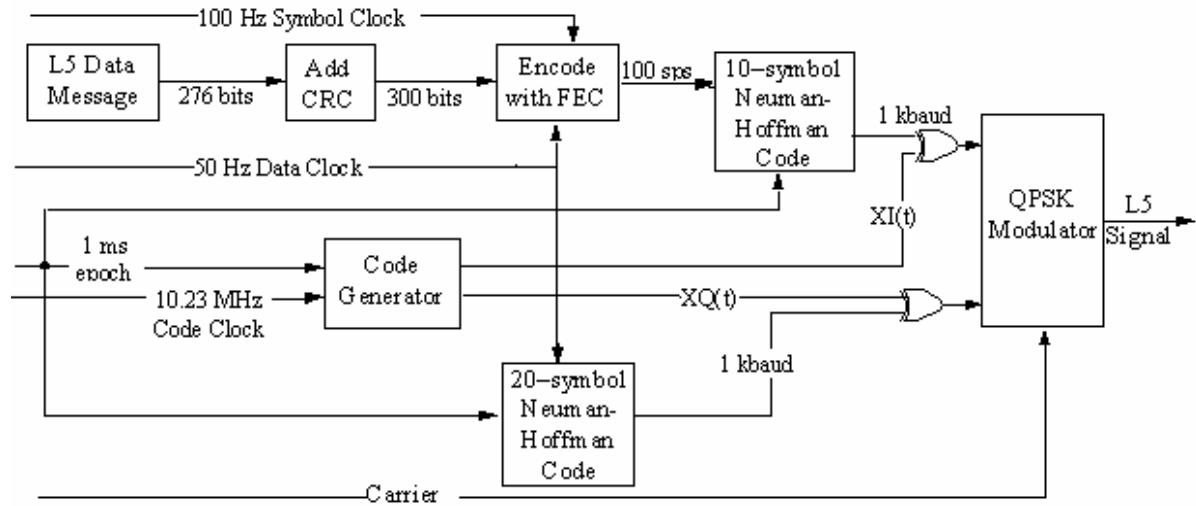 100 Hz Symbol Clock
L5 Data
Message
276 bits
Add
CRC
300 bits
Encode
with FEC
100 sps
10-symbol
Neuman-
Hoffman
Code
1 kbaud
50 Hz Data Clock
XI(t)
QPSK
Modulator
L5
Signal
1 ms
epoch
Code
Generator
10.23 MHz
Code Clock
XQ(t)
1 kbaud
20-symbol
Neuman-
Hoffman
Code
Carrier